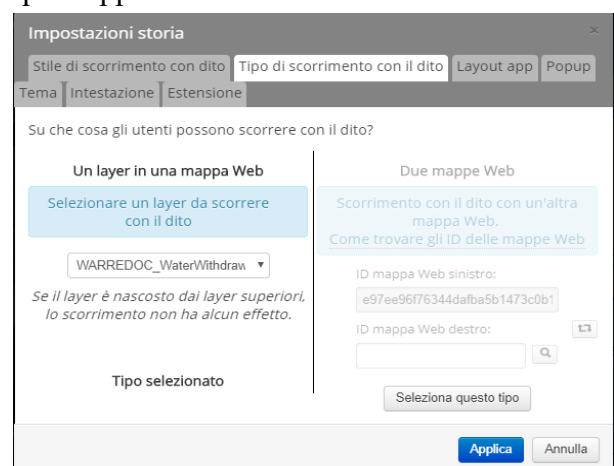 Impostazioni storia
×
Stile di scorrimento con dito
Tipo di scorrimento con il dito
Layout app
Popup
Tema
Intestazione
Estensione
Su che cosa gli utenti possono scorrere con il dito?
Un layer in una mappa Web
Selezionare un layer da scorrere
con il dito
WARREDOC_WaterWithdraw
Se il layer è nascosto dai layer superiori,
lo scorrimento non ha alcun effetto.
Tipo selezionato
Due mappe Web
Scorrimento con il dito con un'altra
mappa Web.
Come trovare gli ID delle mappe Web
ID mappa Web sinistro:
e97ee96f76344dafba5b1473c0b1
ID mappa Web destro:
Seleziona questo tipo
Applica
Annulla